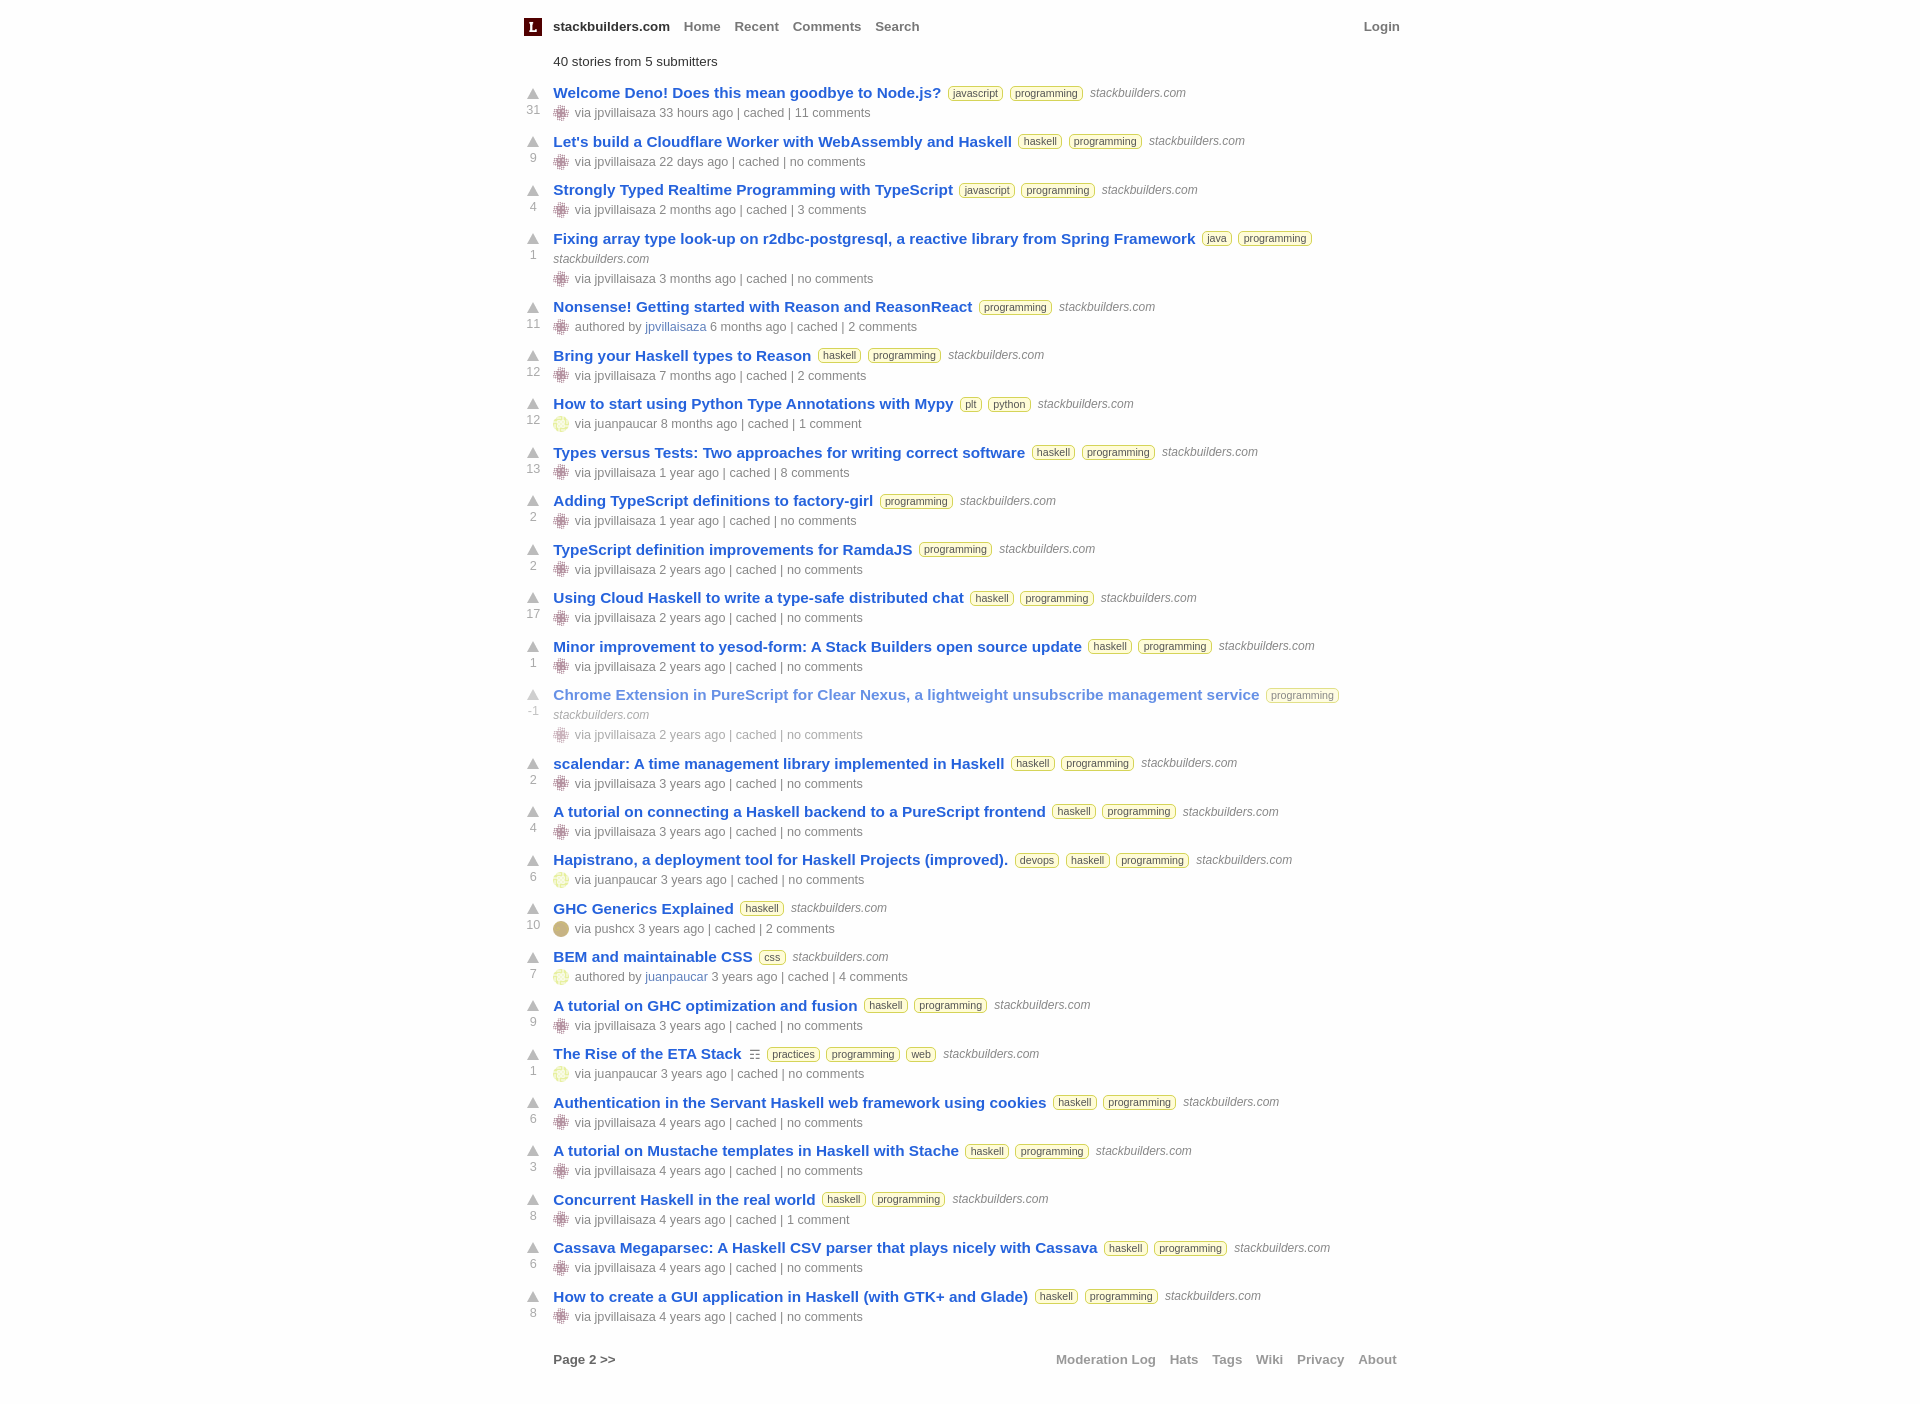 L stackbuilders.com Home Recent Comments Search Login
40 stories from 5 submitters
Welcome Deno! Does this mean goodbye to Node.js? javascript programming stackbuilders.com
31 via jpvillaisaza 33 hours ago | cached | 11 comments
Let's build a Cloudflare Worker with WebAssembly and Haskell haskell programming stackbuilders.com
9 via jpvillaisaza 22 days ago | cached | no comments
Strongly Typed Realtime Programming with TypeScript javascript programming stackbuilders.com
4 via jpvillaisaza 2 months ago | cached | 3 comments
Fixing array type look-up on r2dbc-postgresql, a reactive library from Spring Framework java programming
1 stackbuilders.com
via jpvillaisaza 3 months ago | cached | no comments
Nonsense! Getting started with Reason and ReasonReact programming stackbuilders.com
11 authored by jpvillaisaza 6 months ago | cached | 2 comments
Bring your Haskell types to Reason haskell programming stackbuilders.com
12 via jpvillaisaza 7 months ago | cached | 2 comments
How to start using Python Type Annotations with Mypy plt python stackbuilders.com
12 via juanpaucar 8 months ago | cached | 1 comment
Types versus Tests: Two approaches for writing correct software haskell programming stackbuilders.com
13 via jpvillaisaza 1 year ago | cached | 8 comments
Adding TypeScript definitions to factory-girl programming stackbuilders.com
2 via jpvillaisaza 1 year ago | cached | no comments
TypeScript definition improvements for RamdaJS programming stackbuilders.com
2 via jpvillaisaza 2 years ago | cached | no comments
Using Cloud Haskell to write a type-safe distributed chat haskell programming stackbuilders.com
17 via jpvillaisaza 2 years ago | cached | no comments
Minor improvement to yesod-form: A Stack Builders open source update haskell programming stackbuilders.com
1 via jpvillaisaza 2 years ago | cached | no comments
Chrome Extension in PureScript for Clear Nexus, a lightweight unsubscribe management service programming
-1 stackbuilders.com
via jpvillaisaza 2 years ago | cached | no comments
scalendar: A time management library implemented in Haskell haskell programming stackbuilders.com
2 via jpvillaisaza 3 years ago | cached | no comments
A tutorial on connecting a Haskell backend to a PureScript frontend haskell programming stackbuilders.com
4 via jpvillaisaza 3 years ago | cached | no comments
Hapistrano, a deployment tool for Haskell Projects (improved). devops haskell programming stackbuilders.com
6 via juanpaucar 3 years ago | cached | no comments
GHC Generics Explained haskell stackbuilders.com
10 via pushcx 3 years ago | cached | 2 comments
BEM and maintainable CSS css stackbuilders.com
7 authored by juanpaucar 3 years ago | cached | 4 comments
A tutorial on GHC optimization and fusion haskell programming stackbuilders.com
9 via jpvillaisaza 3 years ago | cached | no comments
The Rise of the ETA Stack ☶ practices programming web stackbuilders.com
1 via juanpaucar 3 years ago | cached | no comments
Authentication in the Servant Haskell web framework using cookies haskell programming stackbuilders.com
6 via jpvillaisaza 4 years ago | cached | no comments
A tutorial on Mustache templates in Haskell with Stache haskell programming stackbuilders.com
3 via jpvillaisaza 4 years ago | cached | no comments
Concurrent Haskell in the real world haskell programming stackbuilders.com
8 via jpvillaisaza 4 years ago | cached | 1 comment
Cassava Megaparsec: A Haskell CSV parser that plays nicely with Cassava haskell programming stackbuilders.com
6 via jpvillaisaza 4 years ago | cached | no comments
How to create a GUI application in Haskell (with GTK+ and Glade) haskell programming stackbuilders.com
8 via jpvillaisaza 4 years ago | cached | no comments
Page 2 >> Moderation Log Hats Tags Wiki Privacy About